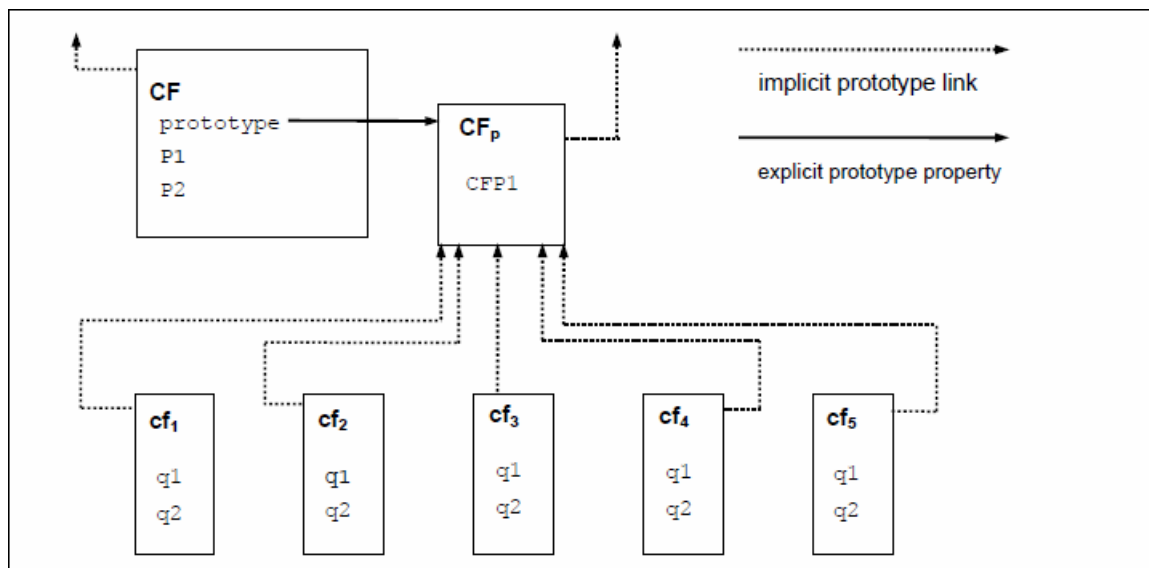 CF
prototype
P1
P2
CFp
CFP1
implicit prototype link
explicit prototype property
cf1
q1
q2
cf2
q1
q2
cf3
q1
q2
cf4
q1
q2
cf5
q1
q2